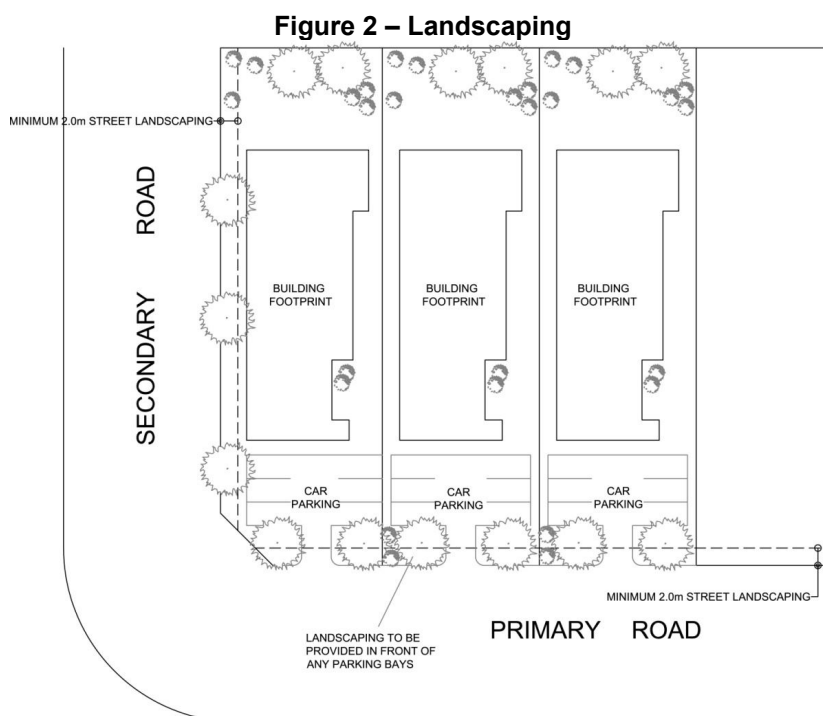 Figure 2 – Landscaping
MINIMUM 2.0m STREET LANDSCAPING
SECONDARY ROAD
BUILDING
FOOTPRINT
BUILDING
FOOTPRINT
BUILDING
FOOTPRINT
CAR
PARKING
CAR
PARKING
CAR
PARKING
MINIMUM 2.0m STREET LANDSCAPING
LANDSCAPING TO BE
PROVIDED IN FRONT OF
ANY PARKING BAYS
PRIMARY ROAD